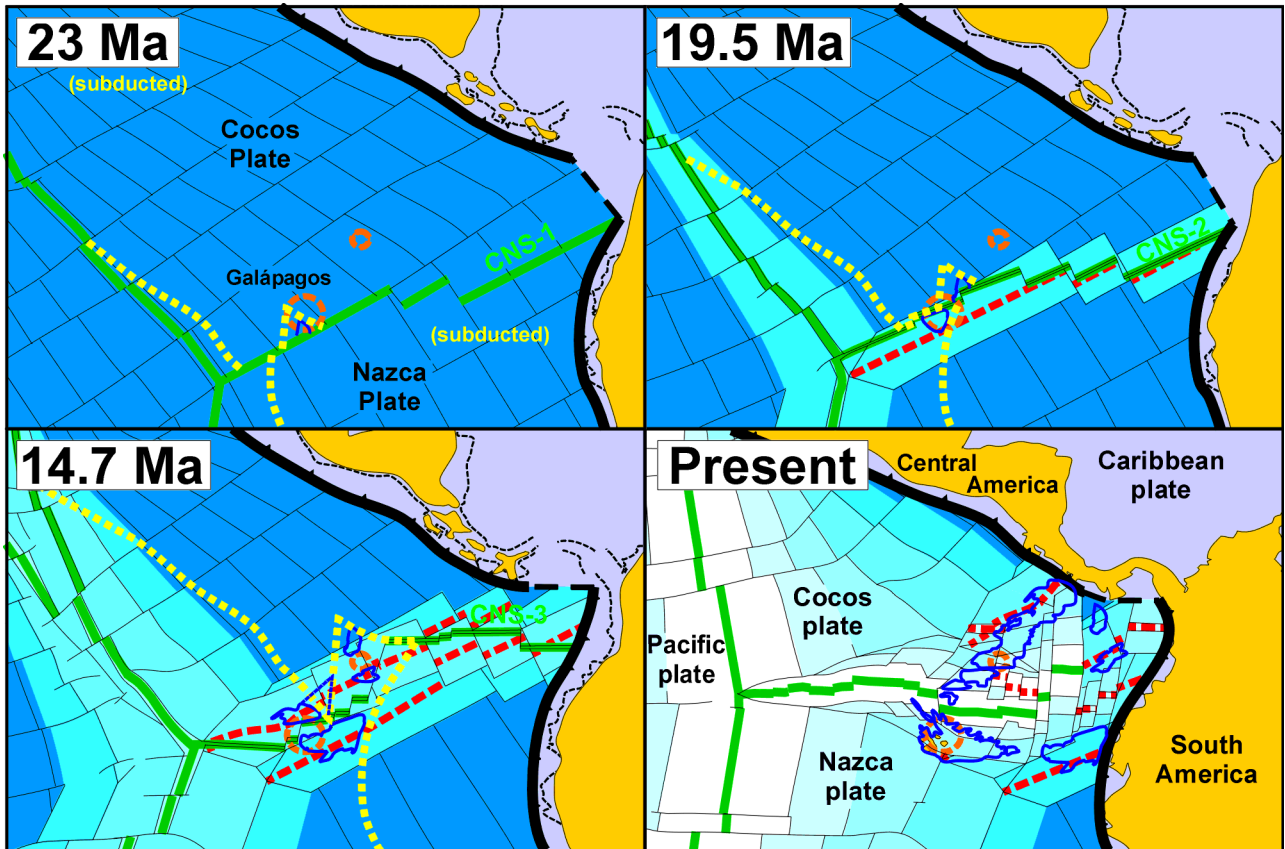 23 Ma
(subducted)
Cocos
Plate
Galápagos
CNS-1
(subducted)
Nazca
Plate
19.5 Ma
CNS-2
14.7 Ma
CNS-3
Present
Central
America
Caribbean
plate
Cocos
plate
Pacific
plate
Nazca
plate
South
America